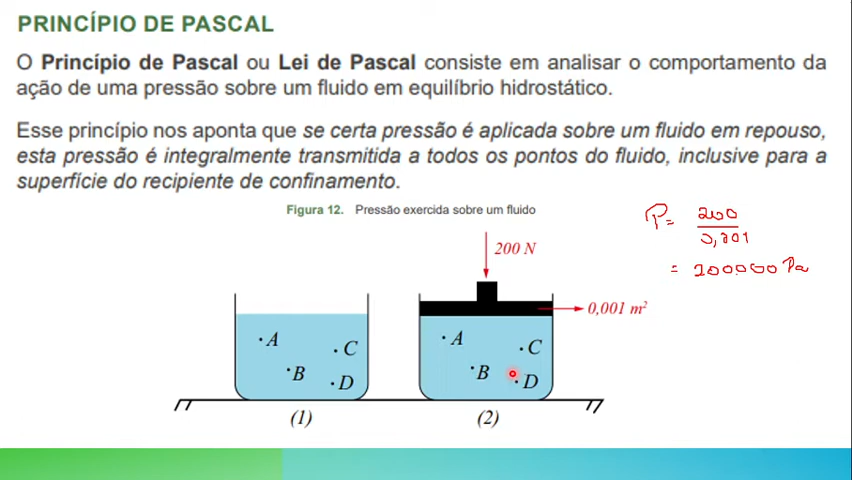 PRINCÍPIO DE PASCAL
O Princípio de Pascal ou Lei de Pascal consiste em analisar o comportamento da
ação de uma pressão sobre um fluido em equilíbrio hidrostático.
Esse princípio nos aponta que se certa pressão é aplicada sobre um fluido em repouso,
esta pressão é integralmente transmitida a todos os pontos do fluido, inclusive para a
superfície do recipiente de confinamento.
Figura 12. Pressão exercida sobre um fluido
P = 200
0,001
= 200000 Pa
200 N
0,001 m²
A
C
B
D
A
C
B
D
(1)
(2)